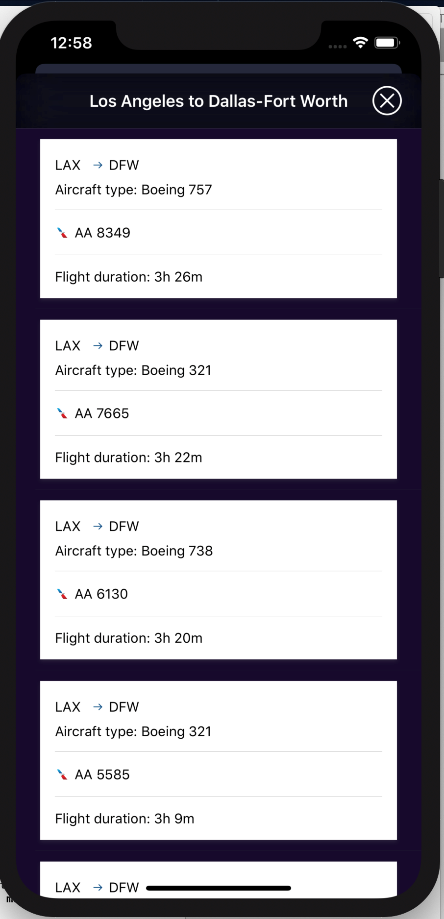 12:58
Los Angeles to Dallas-Fort Worth
LAX → DFW
Aircraft type: Boeing 757
AA 8349
Flight duration: 3h 26m
LAX → DFW
Aircraft type: Boeing 321
AA 7665
Flight duration: 3h 22m
LAX → DFW
Aircraft type: Boeing 738
AA 6130
Flight duration: 3h 20m
LAX → DFW
Aircraft type: Boeing 321
AA 5585
Flight duration: 3h 9m
LAX → DFW